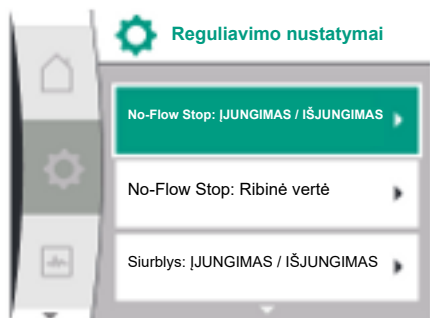 Reguliavimo nustatymai
No-Flow Stop: ĮJUNGIMAS / IŠJUNGIMAS
No-Flow Stop: Ribinė vertė
Siurblys: ĮJUNGIMAS / IŠJUNGIMAS